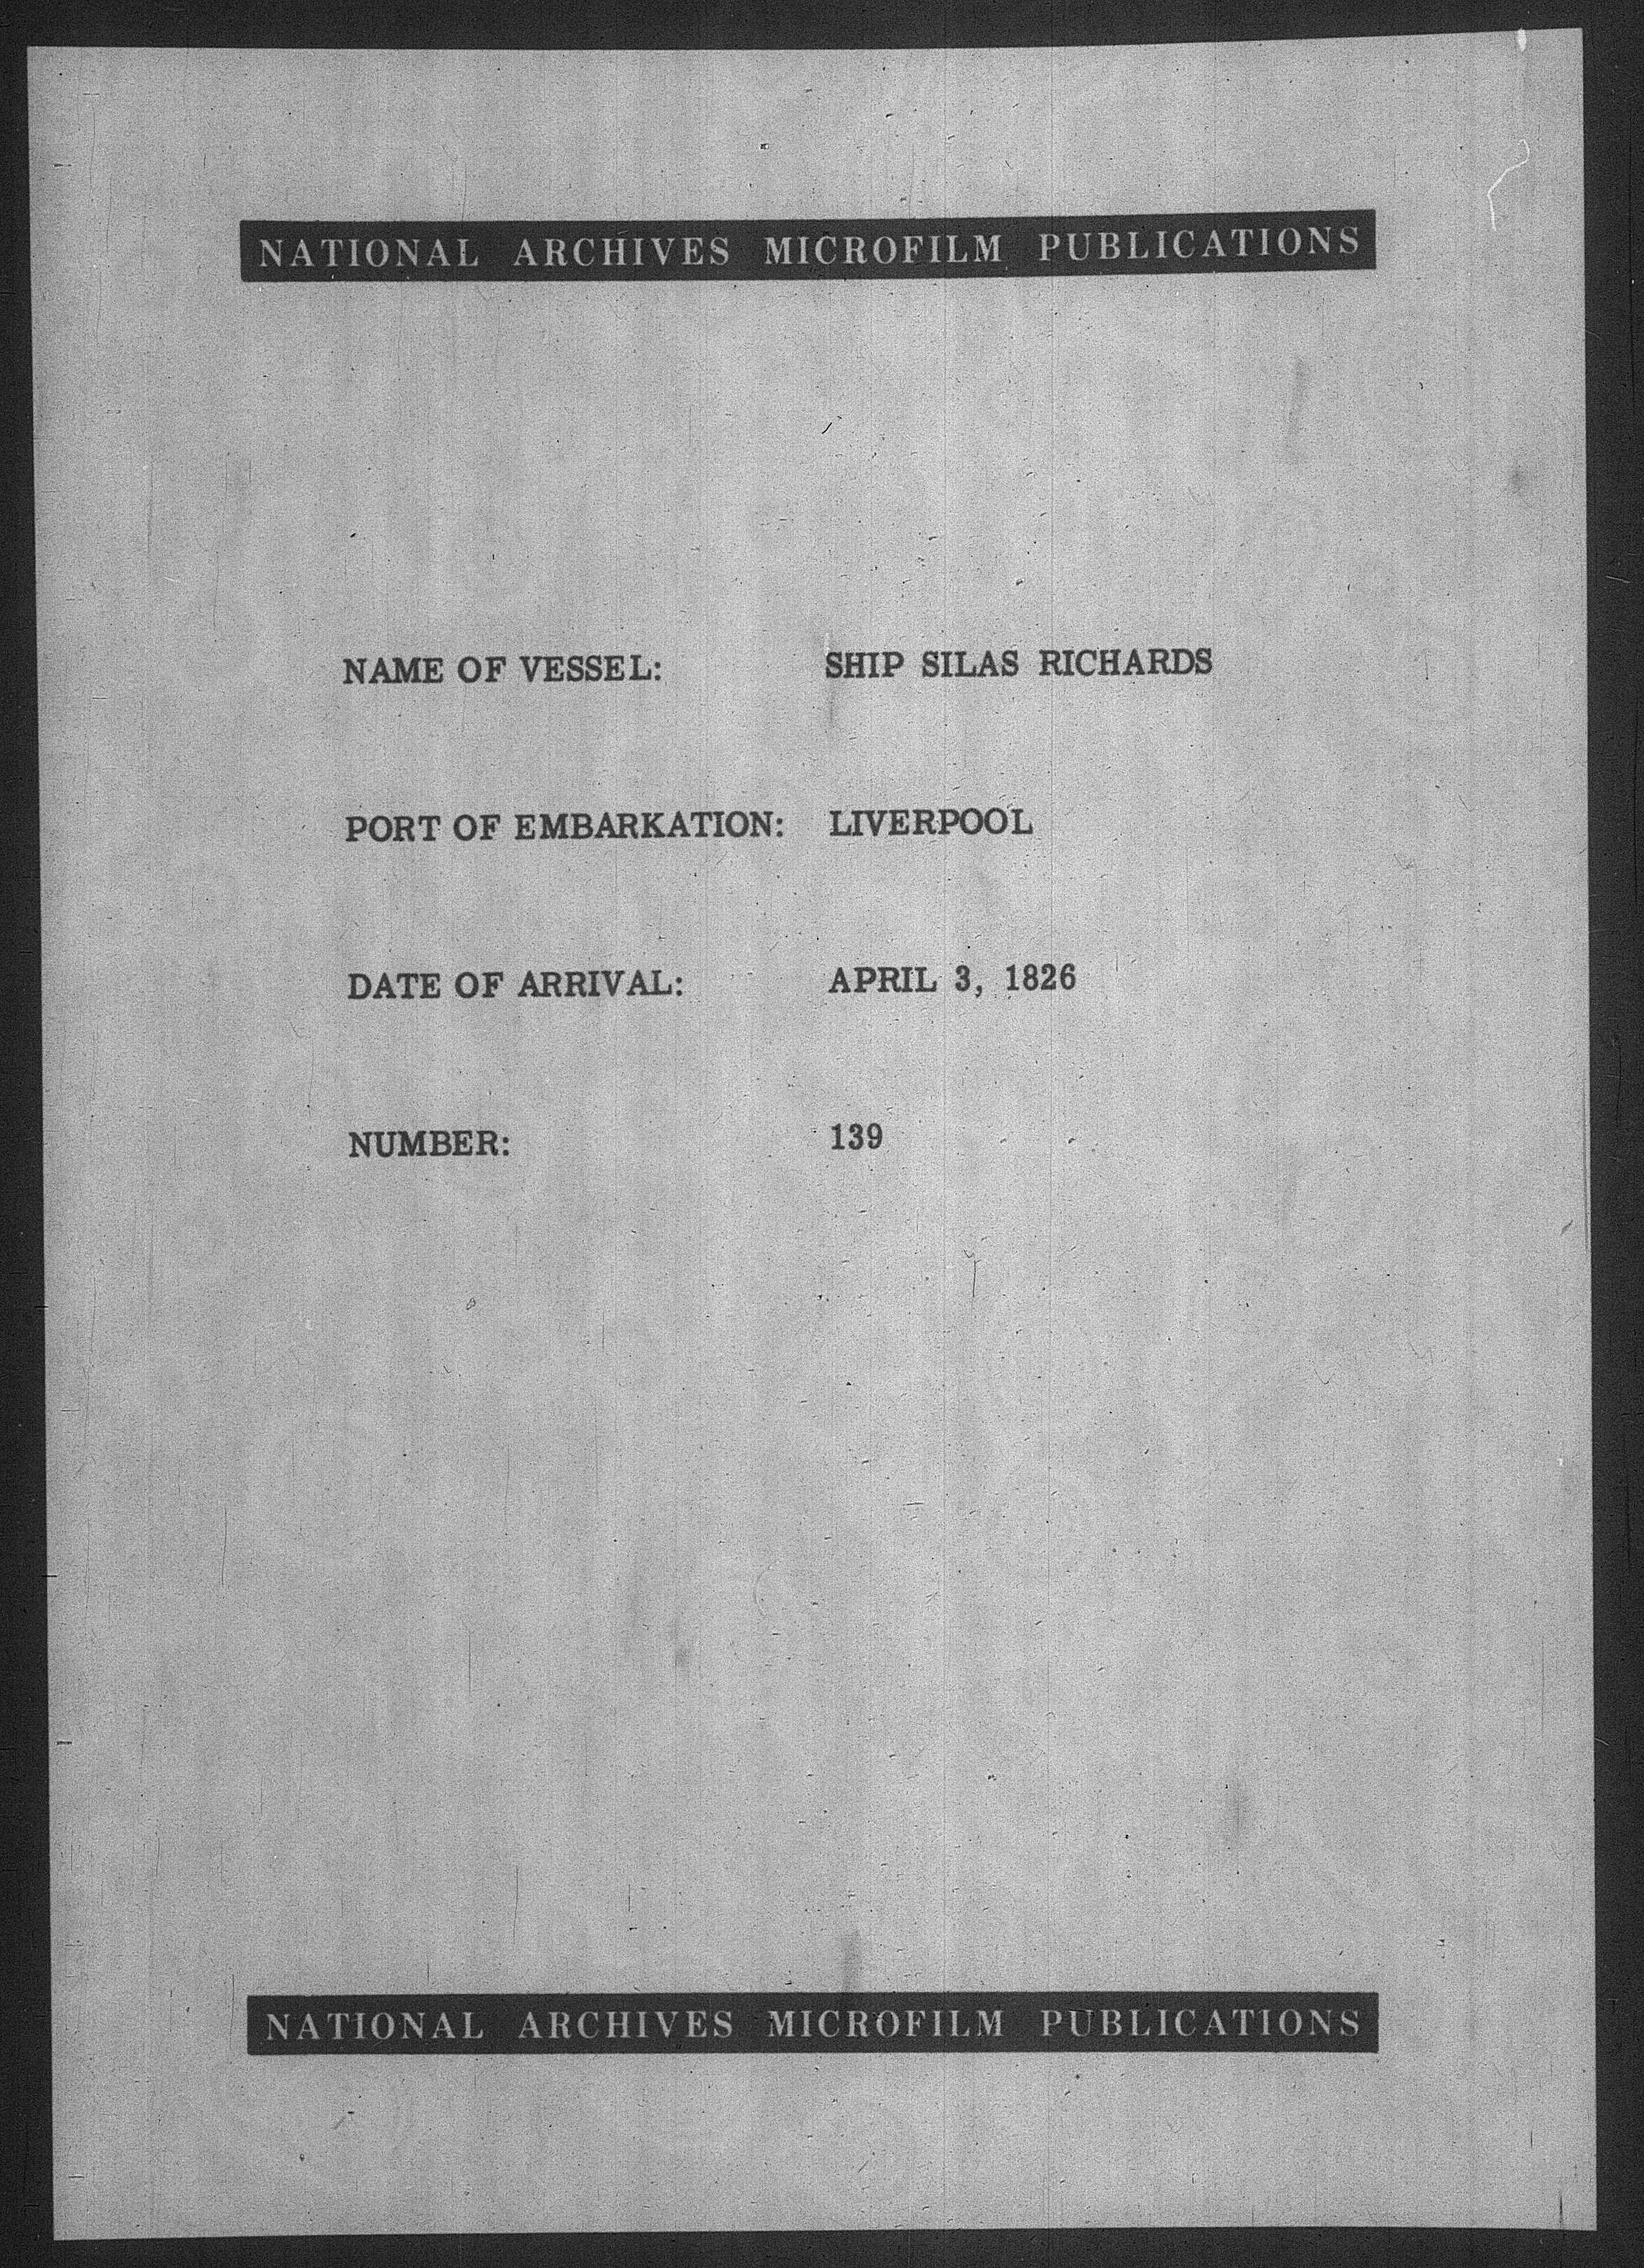 NATIONAL ARCHIVES MICROFILM PUBLICATIONS
NAME OF VESSEL: SHIP SILAS RICHARDS
PORT OF EMBARKATION: LIVERPOOL
DATE OF ARRIVAL: APRIL 3, 1826
NUMBER: 139
NATIONAL ARCHIVES MICROFILM PUBLICATIONS